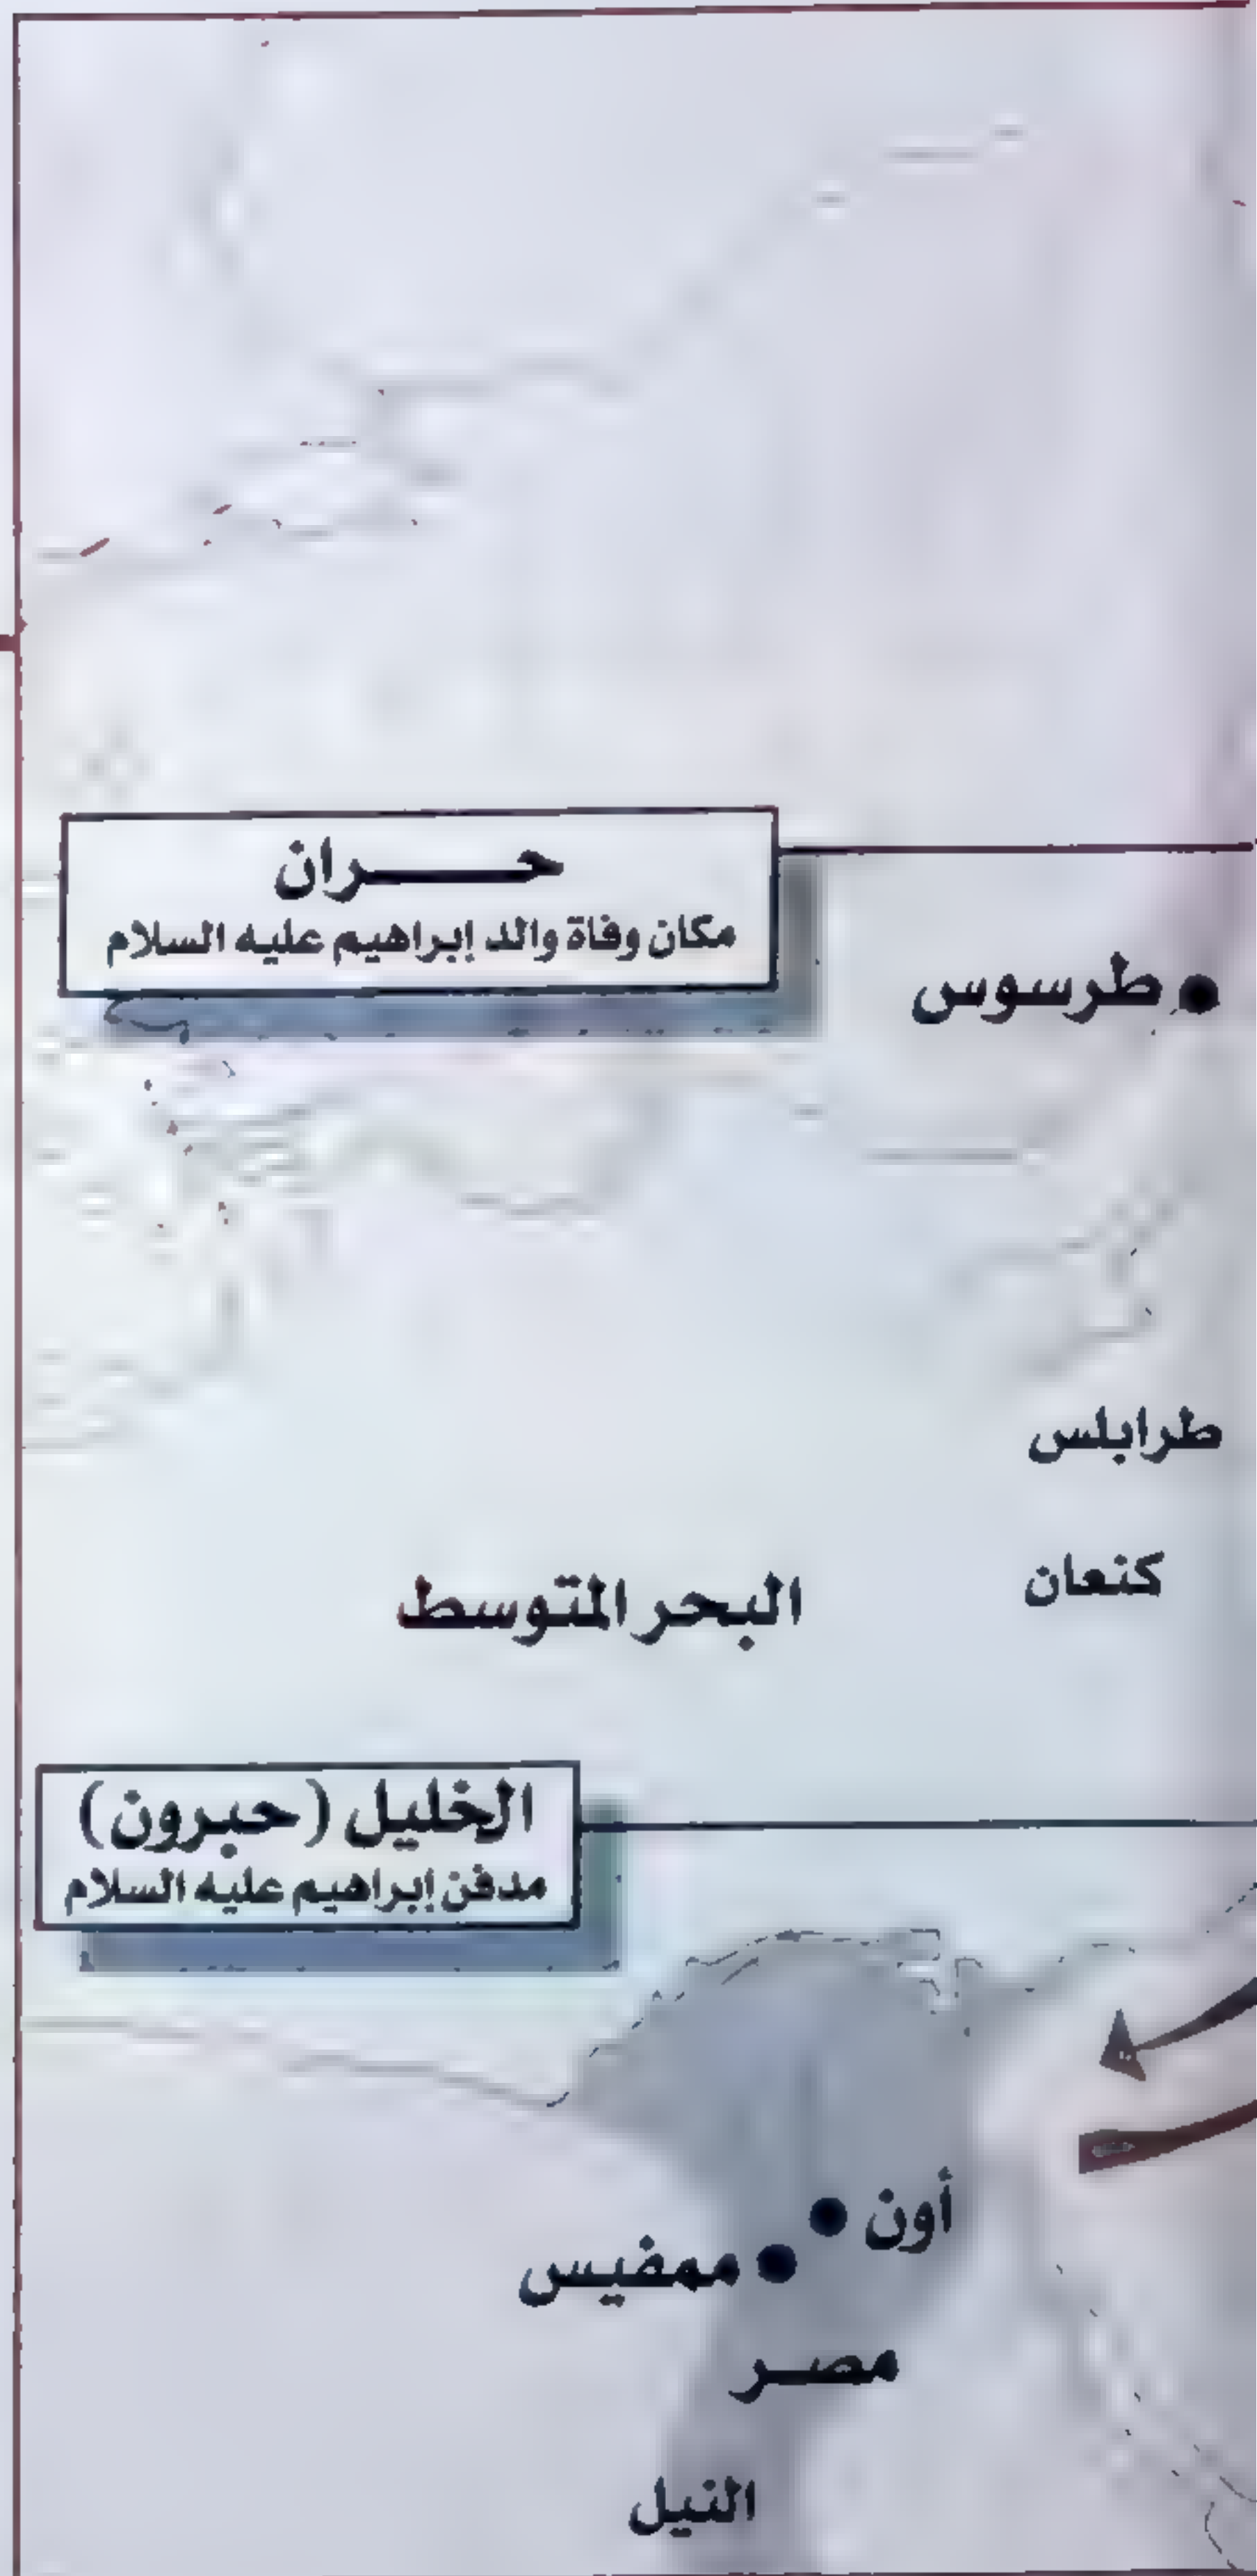 حـــران
مكان وفاة والد إبراهيم عليه السلام
طرسوس
طرابلس
كنعان
البحر المتوسط
الخليل (حبرون)
مدفن إبراهيم عليه السلام
أون
ممفيس
مصـر
النيل